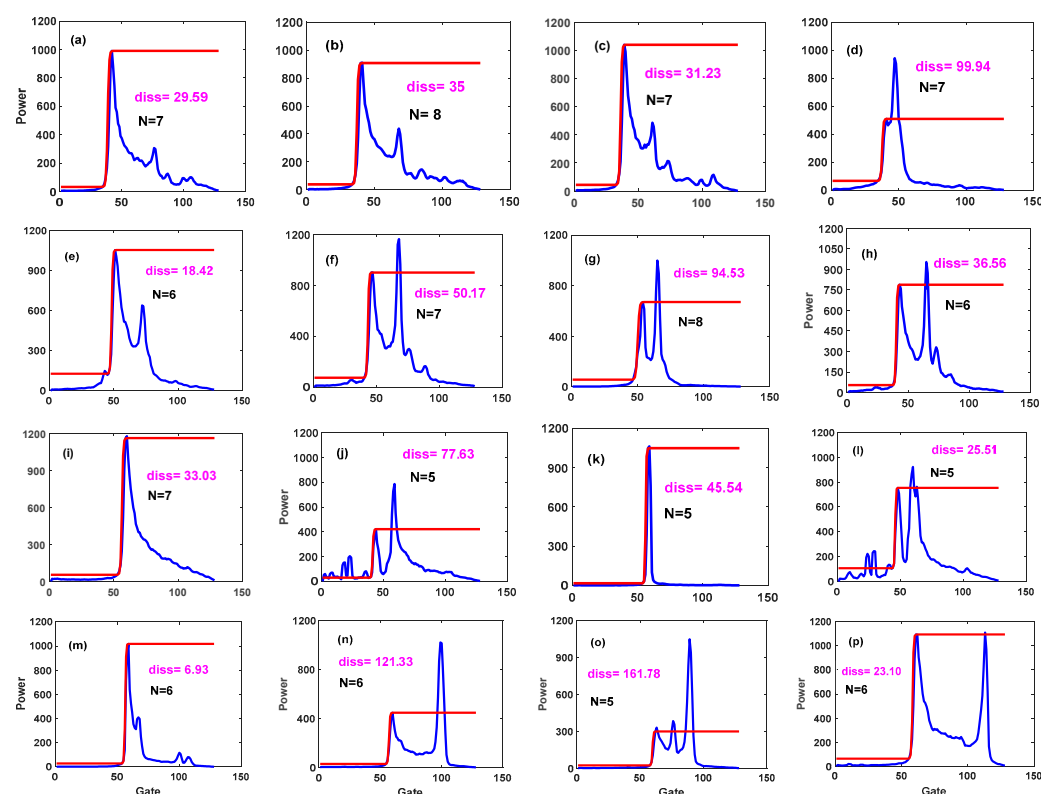 (a)
diss= 29.59
N=7
Power
1200
1000
800
600
400
200
0
0
50
100
150
(b)
diss= 35
N= 8
1200
1000
800
600
400
200
0
0
50
100
150
(c)
diss= 31.23
N=7
1200
1000
800
600
400
200
0
0
50
100
150
(d)
diss= 99.94
N=7
1200
1000
800
600
400
200
0
0
50
100
150
(e)
diss= 18.42
N=6
1200
900
600
300
0
0
50
100
150
(f)
diss= 50.17
N=7
1200
800
400
0
0
50
100
150
(g)
diss= 94.53
N=8
1200
800
400
0
0
50
100
150
(h)
diss= 36.56
N=6
Power
1200
1050
900
750
600
450
300
150
0
0
50
100
150
(i)
diss= 33.03
N=7
1200
900
600
300
0
0
50
100
150
(j)
diss= 77.63
N=5
Power
1200
1000
800
600
400
200
0
0
50
100
150
(k)
diss= 45.54
N=5
1200
900
600
300
0
0
50
100
150
(l)
diss= 25.51
N=5
Power
1200
1000
800
600
400
200
0
0
50
100
150
(m)
diss= 6.93
N=6
Power
1200
1000
800
600
400
200
0
0
50
100
150
Gate
(n)
diss= 121.33
N=6
Power
1200
800
400
0
0
50
100
150
Gate
(o)
diss= 161.78
N=5
Power
1200
900
600
300
0
0
50
100
150
Gate
(p)
diss= 23.10
N=6
Power
1200
1000
800
600
400
200
0
0
50
100
150
Gate